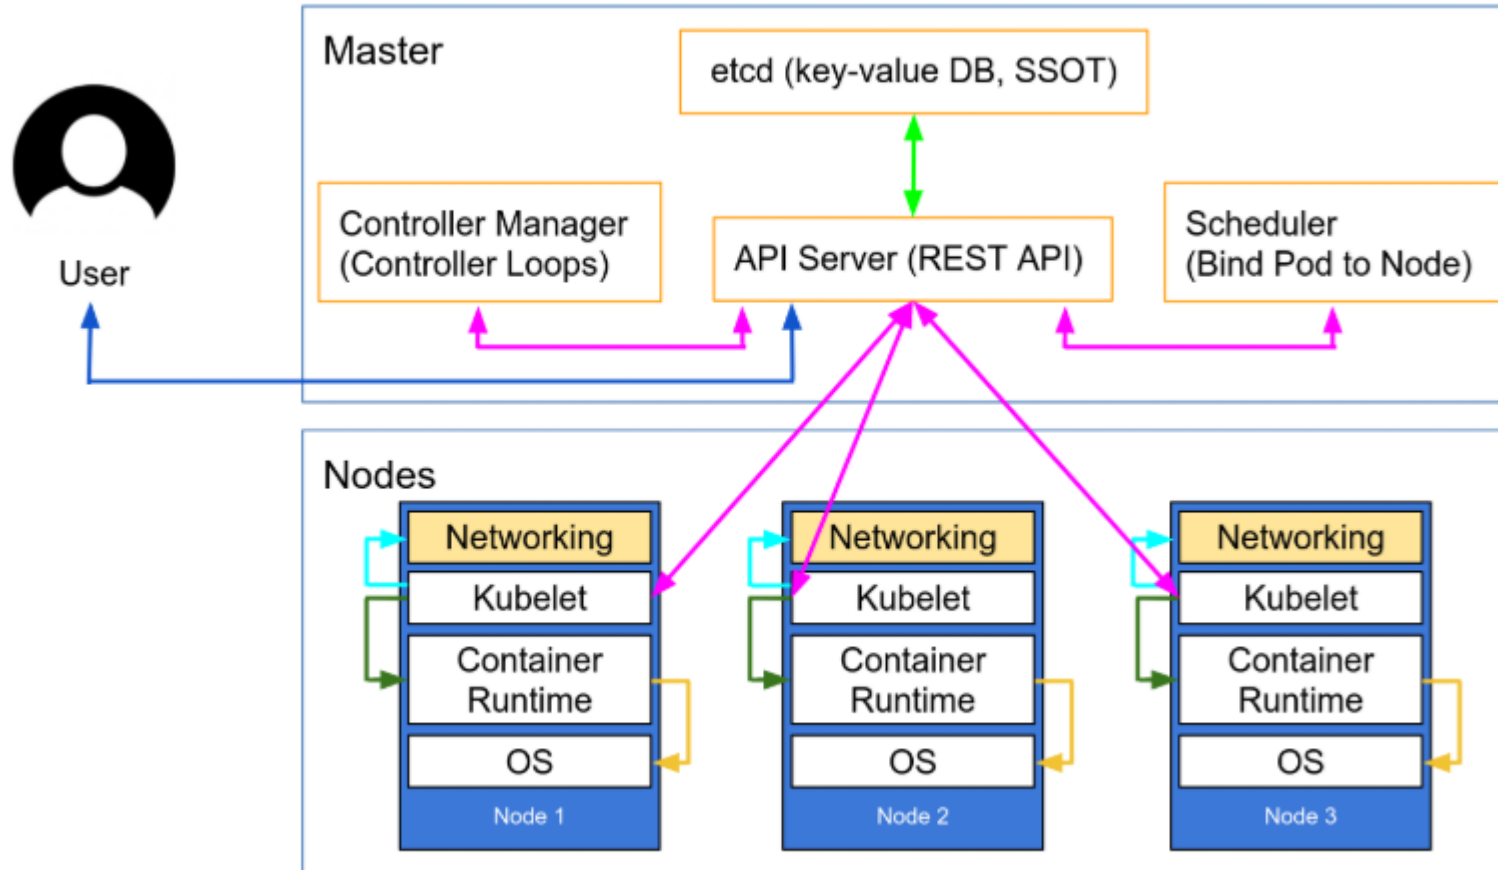 Master
etcd (key-value DB, SSOT)
Controller Manager
(Controller Loops)
API Server (REST API)
Scheduler
(Bind Pod to Node)
User
Nodes
Networking
Kubelet
Container
Runtime
OS
Node 1
Networking
Kubelet
Container
Runtime
OS
Node 2
Networking
Kubelet
Container
Runtime
OS
Node 3